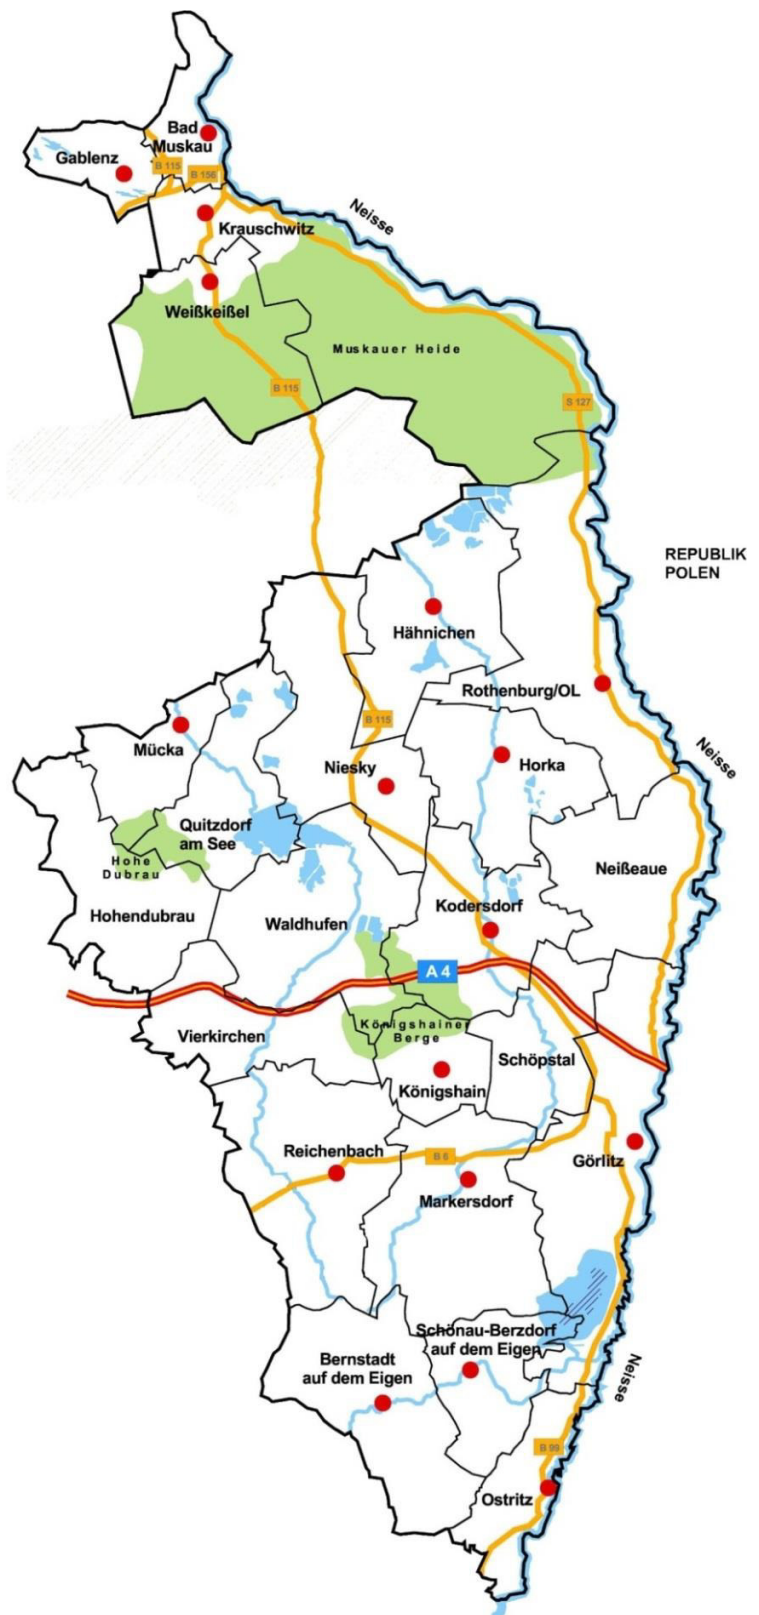 Bad
Muskau
Gablenz
B 115
B 156
Neisse
Krauschwitz
Weißkeißel
Muskauer Heide
B 115
S 127
REPUBLIK
POLEN
Hähnichen
Rothenburg/OL
B 115
Mücka
Niesky
Horka
Neisse
Quitzdorf
am See
Hohe
Dubrau
Neißeaue
Hohendubrau
Waldhufen
Kodersdorf
A 4
Vierkirchen
Königshainer
Berge
Schöpstal
Königshain
Reichenbach
B 6
Görlitz
Markersdorf
Schönau-Berzdorf
auf dem Eigen
Bernstadt
auf dem Eigen
Neisse
B 99
Ostritz